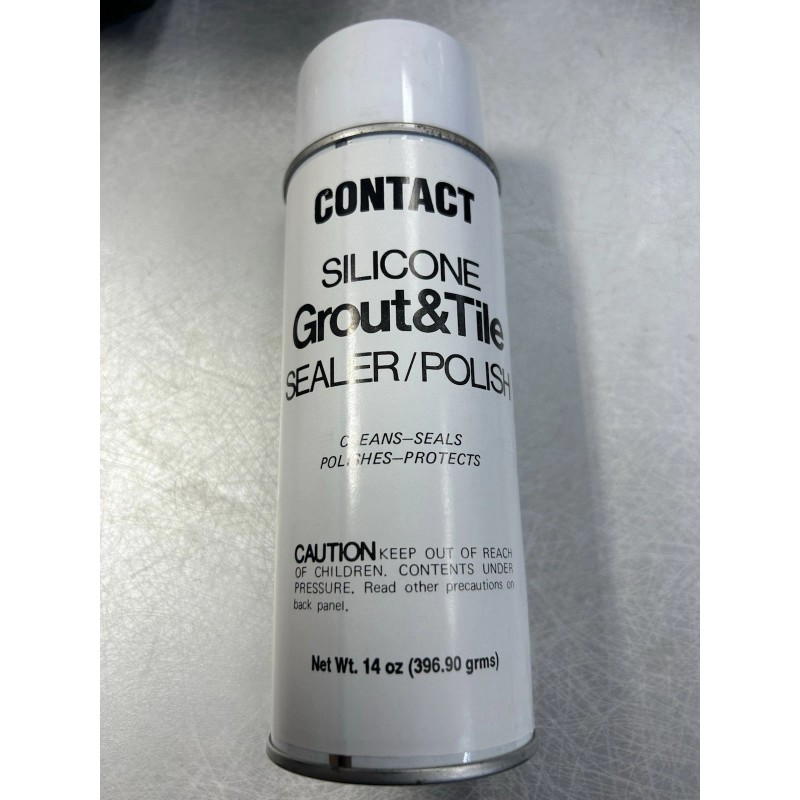 CONTACT
SILICONE
Grout&Tile
SEALER/POLISH
CLEANS–SEALS
POLISHES–PROTECTS
CAUTION KEEP OUT OF REACH
OF CHILDREN. CONTENTS UNDER
PRESSURE. Read other precautions on
back panel.
Net Wt. 14 oz (396.90 grms)